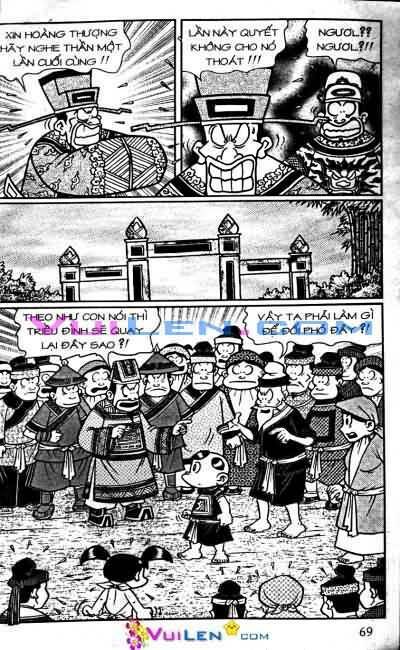 XIN HOÀNG THƯỢNG
HÃY NGHE THẦN MỘT
LẦN CUỐI CÙNG !!
LẦN NÀY QUYẾT
KHÔNG CHO NÓ
THOÁT !!!
NGƯƠI..??
NGƯƠI..?!!
THEO NHƯ CON NÓI THÌ
TRIỀU ĐÌNH SẼ QUAY
LẠI ĐÂY SAO ?!
VẬY TA PHẢI LÀM GÌ
ĐỂ ĐỐI PHÓ ĐÂY ?!
VUILEN.COM
69
VUILEN.COM